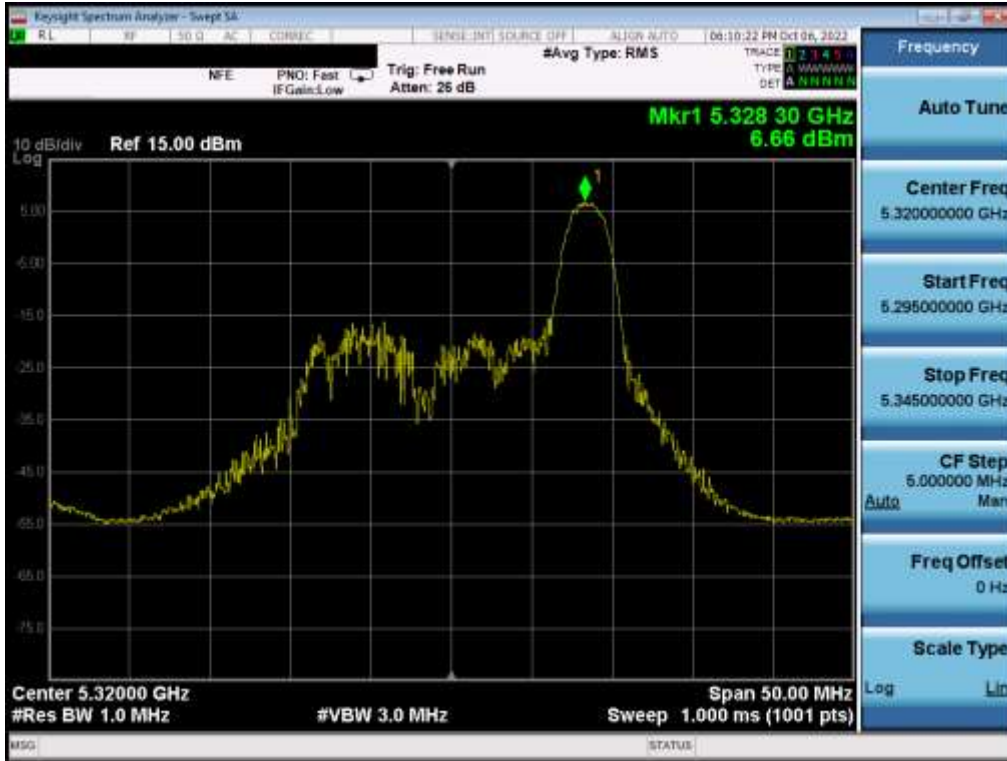 Keysight Spectrum Analyzer - Swept SA
RL RF 50 Ω AC CORREC SENSE:INT SOURCE OFF ALIGN AUTO 06:10:22 PM Oct 06, 2022
#Avg Type: RMS
TRACE 1 2 3 4 5 6
NFE PNO: Fast Trig: Free Run TYPE A WWWWW
IFGain:Low Atten: 26 dB DET A N N N N N
Mkr1 5.328 30 GHz
6.66 dBm
10 dB/div Ref 15.00 dBm
Log
1
5.00
-5.00
-15.0
-25.0
-35.0
-45.0
-55.0
-65.0
-75.0
Center 5.32000 GHz Span 50.00 MHz
#Res BW 1.0 MHz #VBW 3.0 MHz Sweep 1.000 ms (1001 pts)
MSG STATUS
Frequency
Auto Tune
Center Freq
5.320000000 GHz
Start Freq
5.295000000 GHz
Stop Freq
5.345000000 GHz
CF Step
5.000000 MHz
Auto Man
Freq Offset
0 Hz
Scale Type
Log Lin